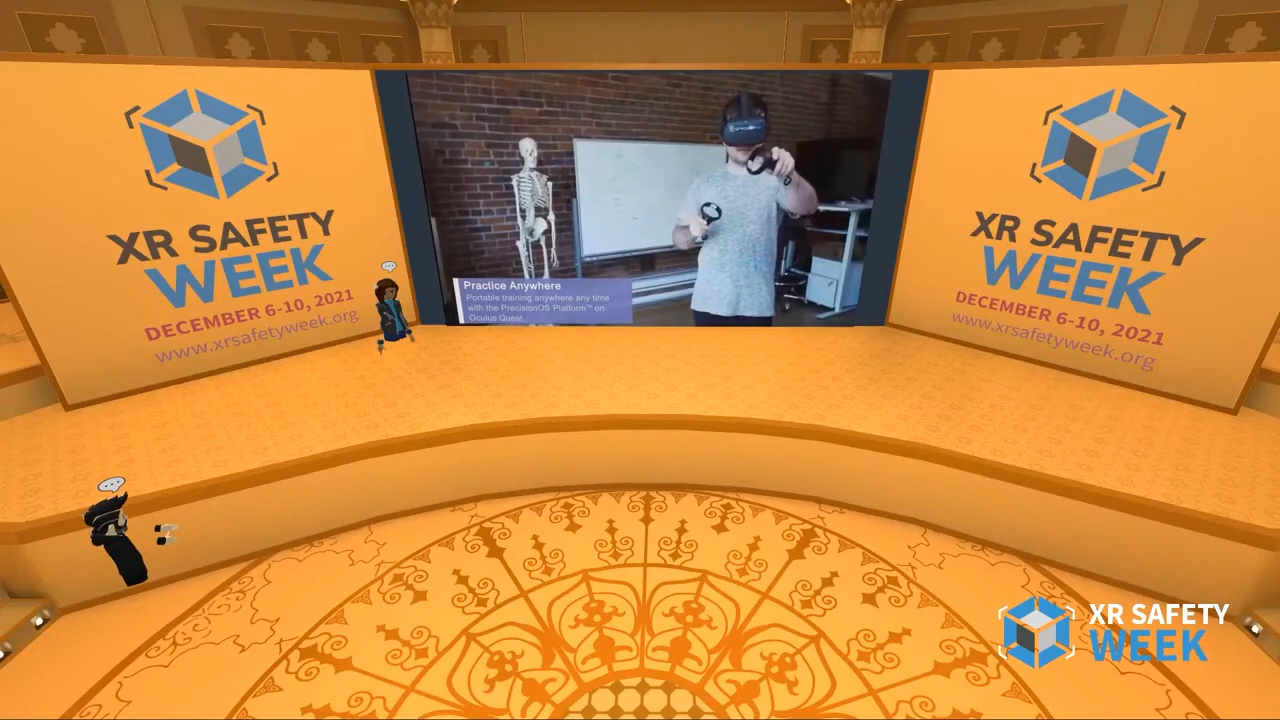 XR SAFETY
WEEK
DECEMBER 6-10, 2021
www.xrsafetyweek.org
Practice Anywhere
Portable training anywhere any time
with the PrecisionOS Platform™ on
Oculus Quest
XR SAFETY
WEEK
DECEMBER 6-10, 2021
www.xrsafetyweek.org
XR SAFETY
WEEK